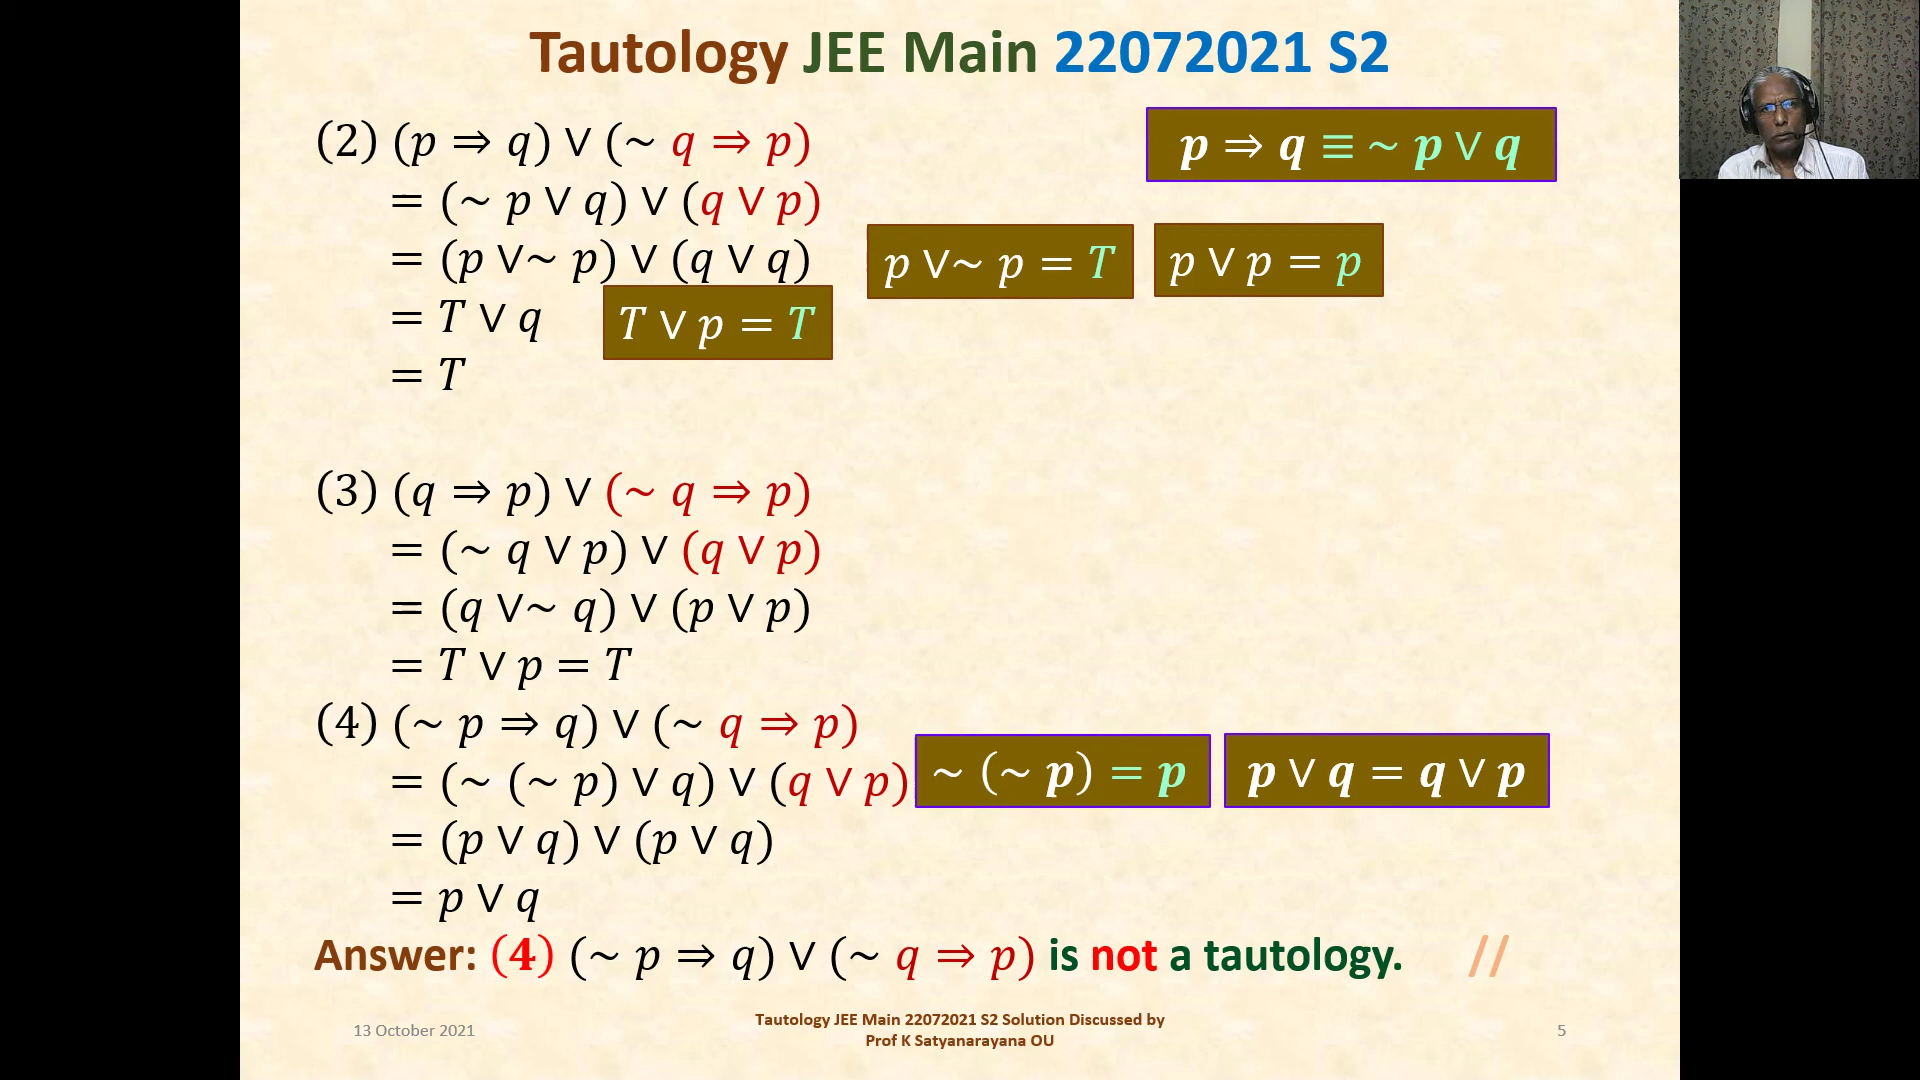 Tautology JEE Main 22072021 S2
(2) (p ⇒ q) ∨ (~ q ⇒ p)
p ⇒ q ≡ ~ p ∨ q
= (~ p ∨ q) ∨ (q ∨ p)
= (p ∨~ p) ∨ (q ∨ q)
p ∨~ p = T
p ∨ p = p
= T ∨ q
T ∨ p = T
= T
(3) (q ⇒ p) ∨ (~ q ⇒ p)
= (~ q ∨ p) ∨ (q ∨ p)
= (q ∨~ q) ∨ (p ∨ p)
= T ∨ p = T
(4) (~ p ⇒ q) ∨ (~ q ⇒ p)
= (~ (~ p) ∨ q) ∨ (q ∨ p)
~ (~ p) = p
p ∨ q = q ∨ p
= (p ∨ q) ∨ (p ∨ q)
= p ∨ q
Answer: (4) (~ p ⇒ q) ∨ (~ q ⇒ p) is not a tautology. //
13 October 2021
Tautology JEE Main 22072021 S2 Solution Discussed by
Prof K Satyanarayana OU
5